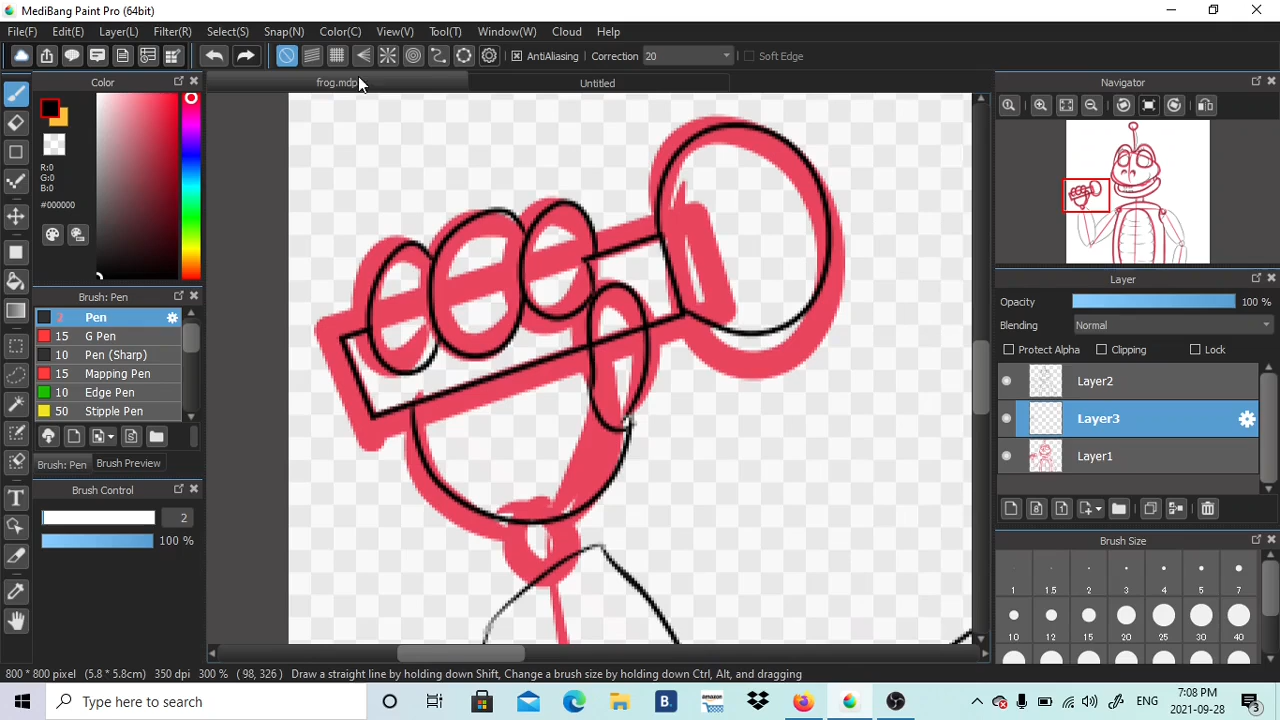 MediBang Paint Pro (64bit)
File(F) Edit(E) Layer(L) Filter(R) Select(S) Snap(N) Color(C) View(V) Tool(T) Window(W) Cloud Help
AntiAliasing Correction 20 Soft Edge
Color
frog.mdp Untitled
Navigator
R:0
G:0
B:0
#000000
Brush: Pen
2 Pen
15 G Pen
10 Pen (Sharp)
15 Mapping Pen
10 Edge Pen
50 Stipple Pen
Brush: Pen Brush Preview
Brush Control
2
100 %
Layer
Opacity 100 %
Blending Normal
Protect Alpha Clipping Lock
Layer2
Layer3
Layer1
Brush Size
1 1.5 2 3 4 5 7
10 12 15 20 25 30 40
800 * 800 pixel (5.8 * 5.8cm) 350 dpi 300 % ( 98, 326 ) Draw a straight line by holding down Shift, Change a brush size by holding down Ctrl, Alt, and dragging
Type here to search
B.
amazon
7:08 PM
2021-09-28
3